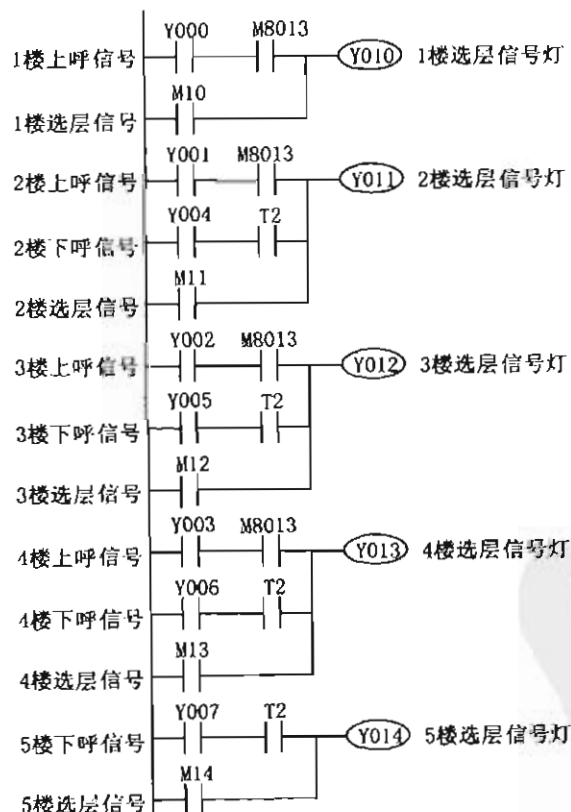 Y000 M8013
1楼上呼信号 Y010 1楼选层信号灯
M10
1楼选层信号
Y001 M8013
2楼上呼信号 Y011 2楼选层信号灯
Y004 T2
2楼下呼信号
M11
2楼选层信号
Y002 M8013
3楼上呼信号 Y012 3楼选层信号灯
Y005 T2
3楼下呼信号
M12
3楼选层信号
Y003 M8013
4楼上呼信号 Y013 4楼选层信号灯
Y006 T2
4楼下呼信号
M13
4楼选层信号
Y007 T2
5楼下呼信号 Y014 5楼选层信号灯
M14
5楼选层信号